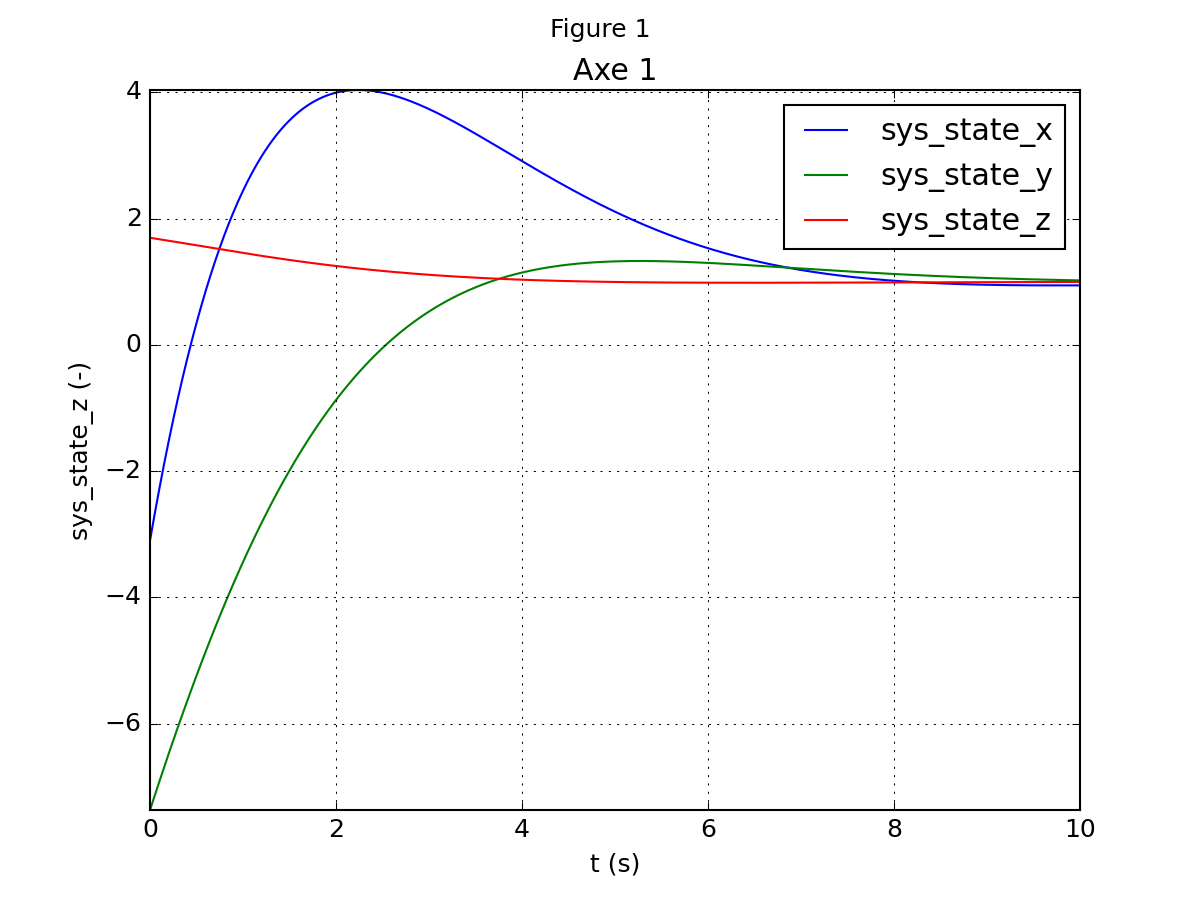 Figure 1
Axe 1
4
2
0
−2
−4
−6
sys_state_z (-)
sys_state_x
sys_state_y
sys_state_z
0 2 4 6 8 10
t (s)